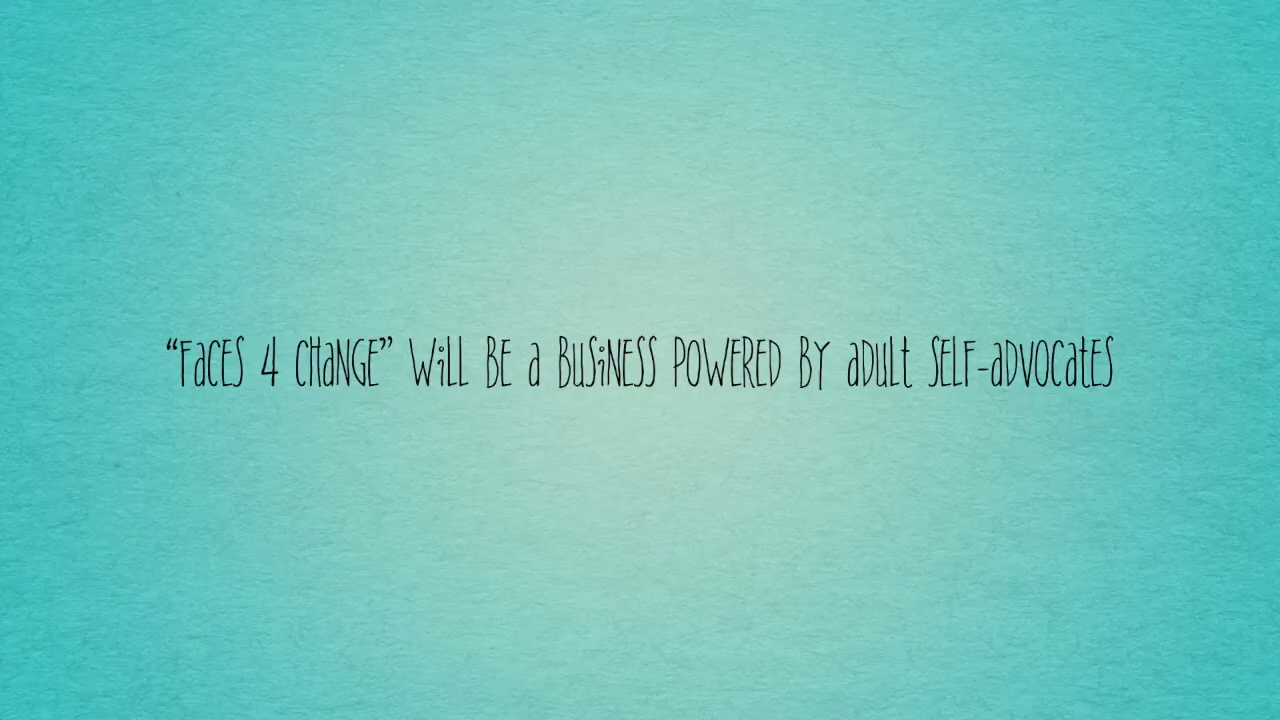 “FaCES 4 CHaNGE” WiLL BE a BuSiNESS POWERED BY aDuLt SELF-aDVOCatES